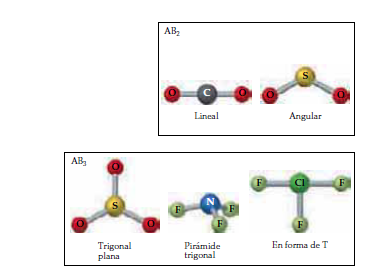 AB2
O C O
S
O O
Lineal Angular
AB3
O
S
O O
N
F F
F
F Cl F
F
Trigonal plana
Pirámide trigonal
En forma de T